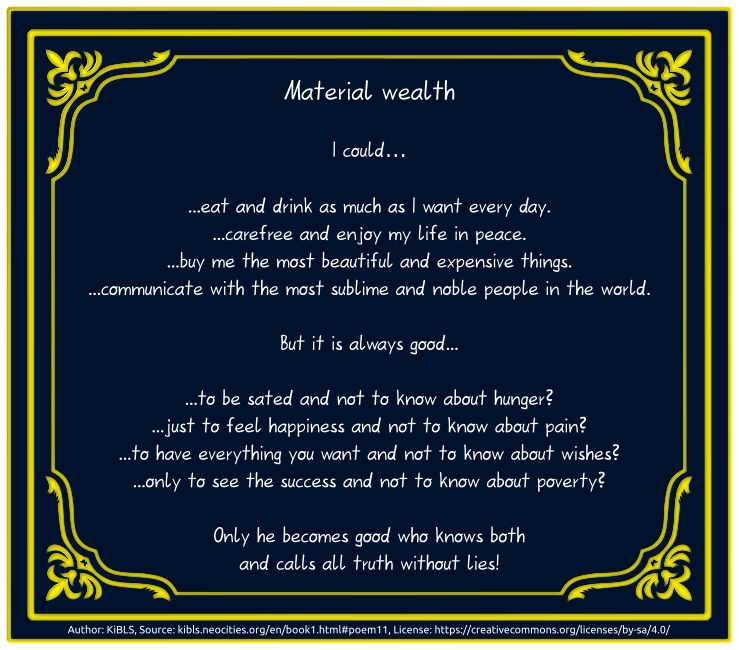 Material wealth
I could...
...eat and drink as much as I want every day.
...carefree and enjoy my life in peace.
...buy me the most beautiful and expensive things.
...communicate with the most sublime and noble people in the world.
But it is always good...
...to be sated and not to know about hunger?
...just to feel happiness and not to know about pain?
...to have everything you want and not to know about wishes?
...only to see the success and not to know about poverty?
Only he becomes good who knows both
and calls all truth without lies!
Author: KiBLS, Source: kibls.neocities.org/en/book1.html#poem11, License: https://creativecommons.org/licenses/by-sa/4.0/